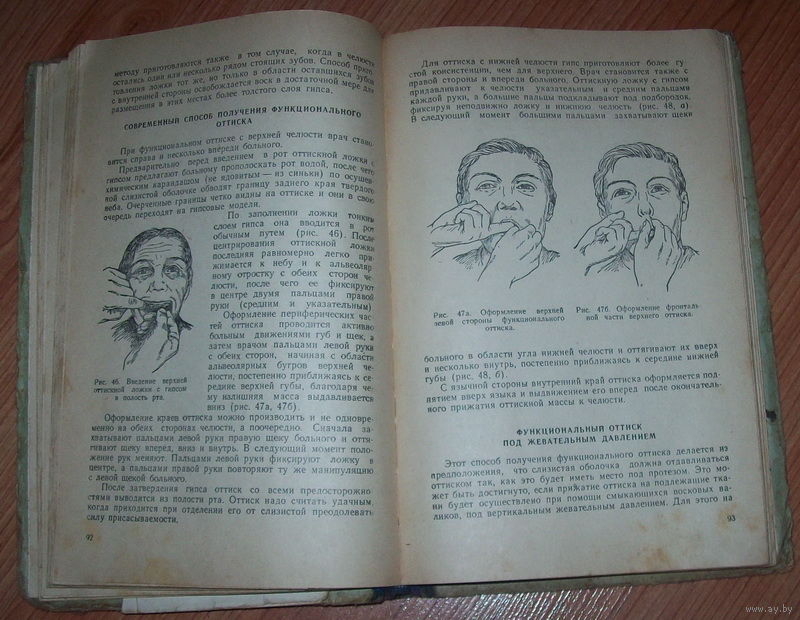 методу приготовляются также в том случае, когда в челюсти
остались один или несколько рядом стоящих зубов. Способ приго-
товления ложки тот же, но только в области оставшихся зубов
с внутренней стороны освобождается воск в достаточной мере для
размещения в этих местах более толстого слоя гипса.
СОВРЕМЕННЫЙ СПОСОБ ПОЛУЧЕНИЯ ФУНКЦИОНАЛЬНОГО
ОТТИСКА
При функциональном оттиске с верхней челюсти врач стано-
вится справа и несколько впереди больного.
Предварительно перед введением в рот оттискной ложки с
гипсом предлагают больному прополоскать рот водой, после чего
химическим карандашом (не ядовитым — из синьки) по осушен-
ной слизистой оболочке обводят границу заднего края твердого
неба. Очерченные границы четко видны на оттиске и они в свою
очередь переходят на гипсовые модели.
По заполнении ложки тонким
слоем гипса она вводится в рот
обычным путем (рис. 46). После
центрирования оттискной ложки
последняя равномерно легко при-
жимается к небу и к альвеоляр-
ному отростку с обеих сторон че-
люсти, после чего ее фиксируют
в центре двумя пальцами правой
руки (средним и указательным)
Оформление периферических час-
тей оттиска проводится активно
больным движениями губ и щек, а
затем врачом пальцами левой руки
с обеих сторон, начиная с области
альвеолярных бугров верхней че-
люсти, постепенно приближаясь к се-
редине верхней губы, благодаря че-
му излишняя масса выдавливается
вниз (рис. 47а, 47б).
Рис. 46. Введение верхней
оттискной ложки с гипсом
в полость рта.
Оформление краев оттиска можно производить и не одновре-
менно на обеих сторонах челюсти, а поочередно. Сначала за-
хватывают пальцами левой руки правую щеку больного и оттяги-
вают щеку вперед, вниз и внутрь. В следующий момент поло-
жение рук меняют. Пальцами левой руки фиксируют ложку в
центре, а пальцами правой руки повторяют ту же манипуляцию
с левой щекой больного.
После затвердения гипса оттиск со всеми предосторожно-
стями выводится из полости рта. Оттиск надо считать удачным,
когда приходится при отделении его от слизистой преодолевать
силу присасываемости.
92
Для оттиска с нижней челюсти гипс приготовляют более гу-
стой консистенции, чем для верхнего. Врач становится также с
правой стороны и впереди больного. Оттискную ложку с гипсом
придавливают к челюсти указательным и средним пальцами
каждой руки, а большие пальцы подкладывают под подбородок,
фиксируя неподвижно ложку и нижнюю челюсть (рис. 48, а)
В следующий момент большими пальцами захватывают щеки
Рис. 47а. Оформление верхней
левой стороны функционального
оттиска.
Рис. 47б. Оформление фронталь-
ной части верхнего оттиска.
больного в области угла нижней челюсти и оттягивают их вверх
и несколько внутрь, постепенно приближаясь к середине нижней
губы (рис. 48, б).
С язычной стороны внутренний край оттиска оформляется под-
нятием вверх языка и выдвижением его вперед после окончатель-
ного прижатия оттискной массы к челюсти.
ФУНКЦИОНАЛЬНЫЙ ОТТИСК
ПОД ЖЕВАТЕЛЬНЫМ ДАВЛЕНИЕМ
Этот способ получения функционального оттиска делается из
предположения, что слизистая оболочка должна отдавливаться
оттиском так, как это будет иметь место под протезом. Это мо-
жет быть достигнуто, если прижатие оттиска на подлежащие тка-
ни будет осуществлено при помощи смыкающихся восковых ва-
ликов, под вертикальным жевательным давлением. Для этого на
93
www.ay.by